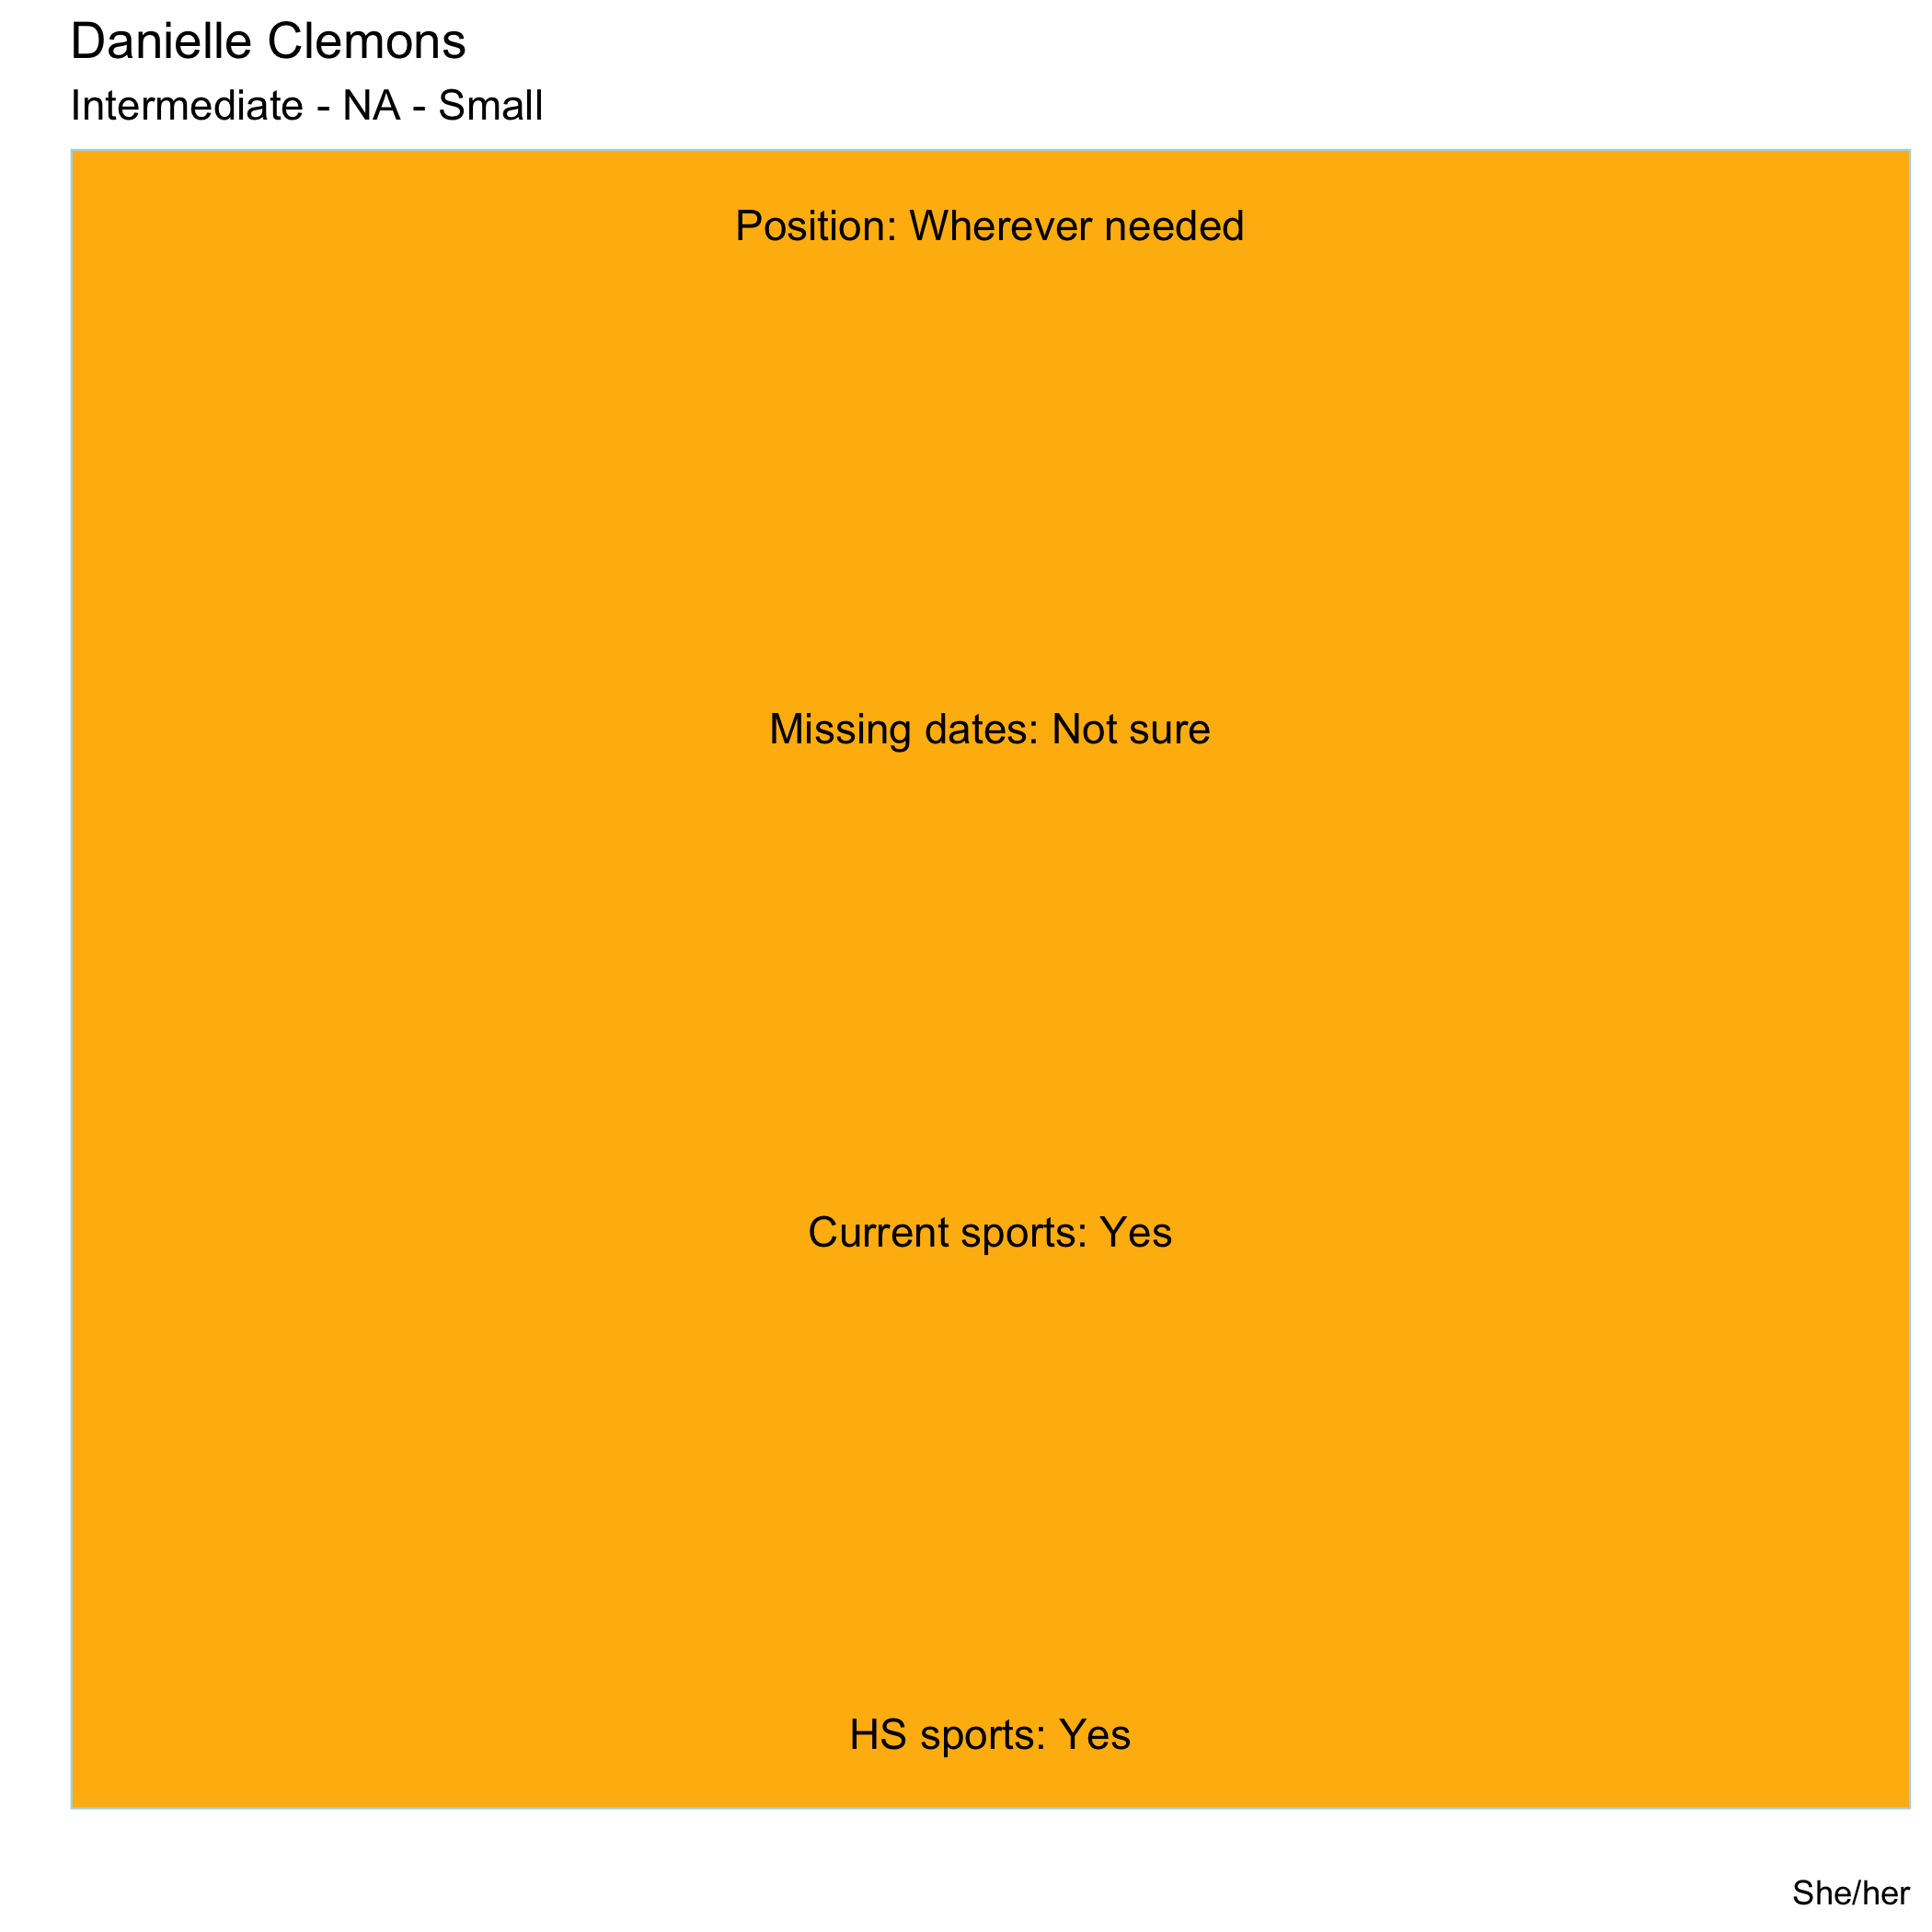 Danielle Clemons
Intermediate - NA - Small
Position: Wherever needed
Missing dates: Not sure
Current sports: Yes
HS sports: Yes
She/her